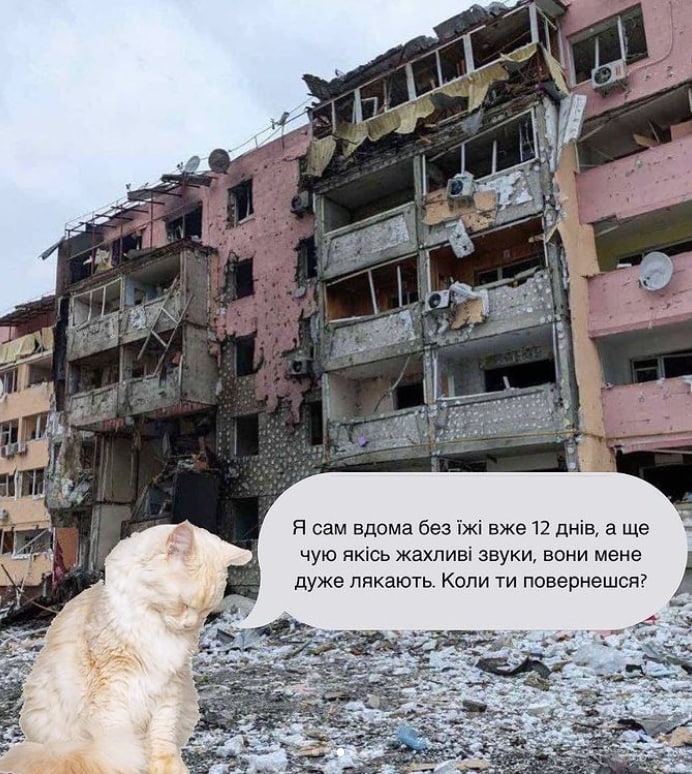 Я сам вдома без їжі вже 12 днів, а ще
чую якісь жахливі звуки, вони мене
дуже лякають. Коли ти повернешся?